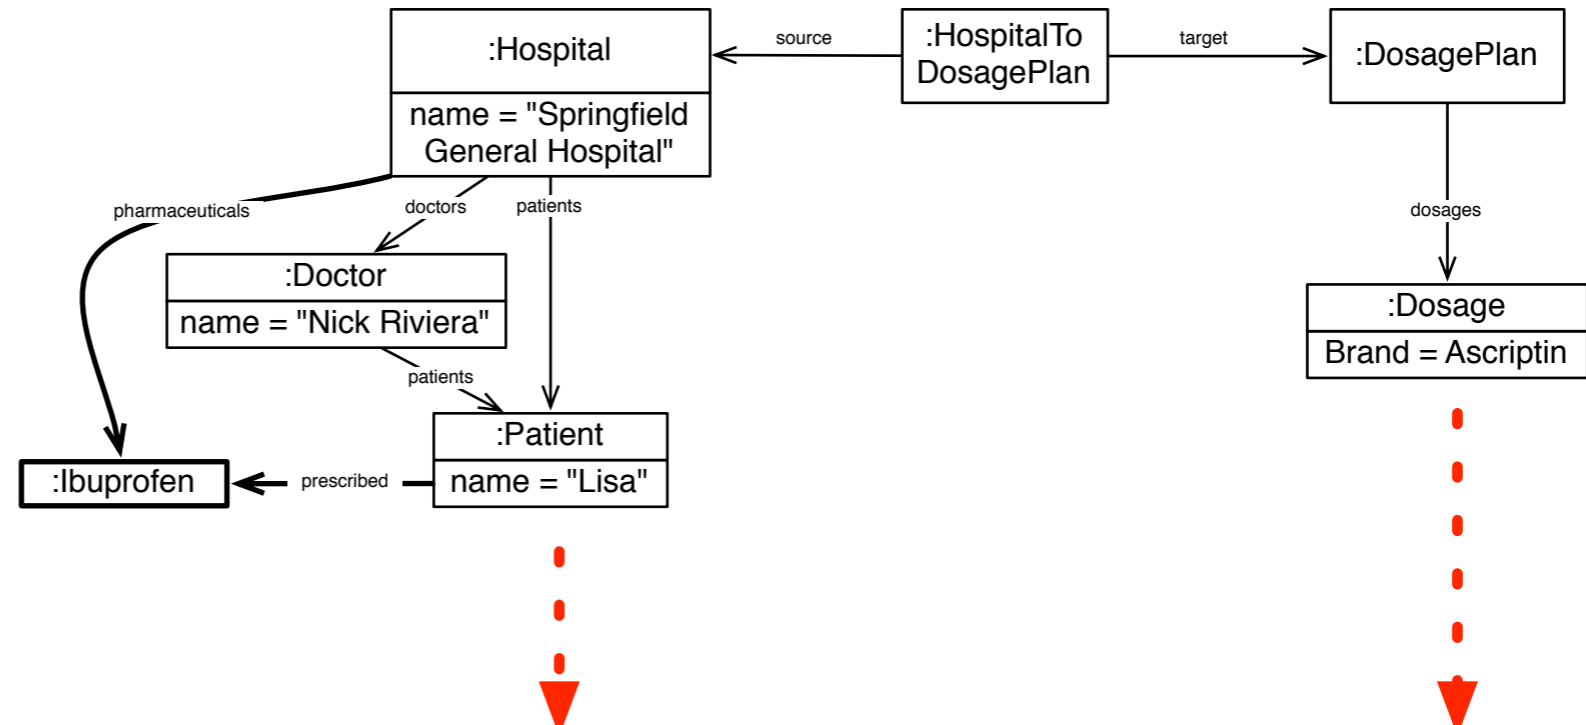 :Hospital
name = "Springfield
General Hospital"
source
:HospitalTo
DosagePlan
target
:DosagePlan
pharmaceuticals
doctors
patients
dosages
:Doctor
name = "Nick Riviera"
:Dosage
Brand = Ascriptin
patients
:Patient
name = "Lisa"
:Ibuprofen
prescribed